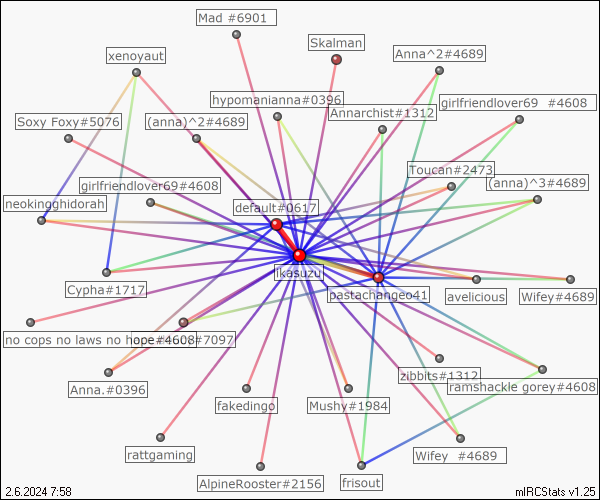 Mad #6901
Skalman
xenoyaut
Anna^2#4689
hypomanianna#0396
girlfriendlover69 #4608
Annarchist#1312
Soxy Foxy#5076
(anna)^2#4689
Toucan#2473
girlfriendlover69#4608
(anna)^3#4689
neokingghidorah
default#0617
ikasuzu
Cypha#1717
pastachange041
avelicious
Wifey#4689
no cops no laws no hope#4608
#7097
zibbits#1312
Anna.#0396
ramshackle gorey#4608
fakedingo
Mushy#1984
rattgaming
Wifey #4689
AlpineRooster#2156
frisout
2.6.2024 7:58
mIRCStats v1.25